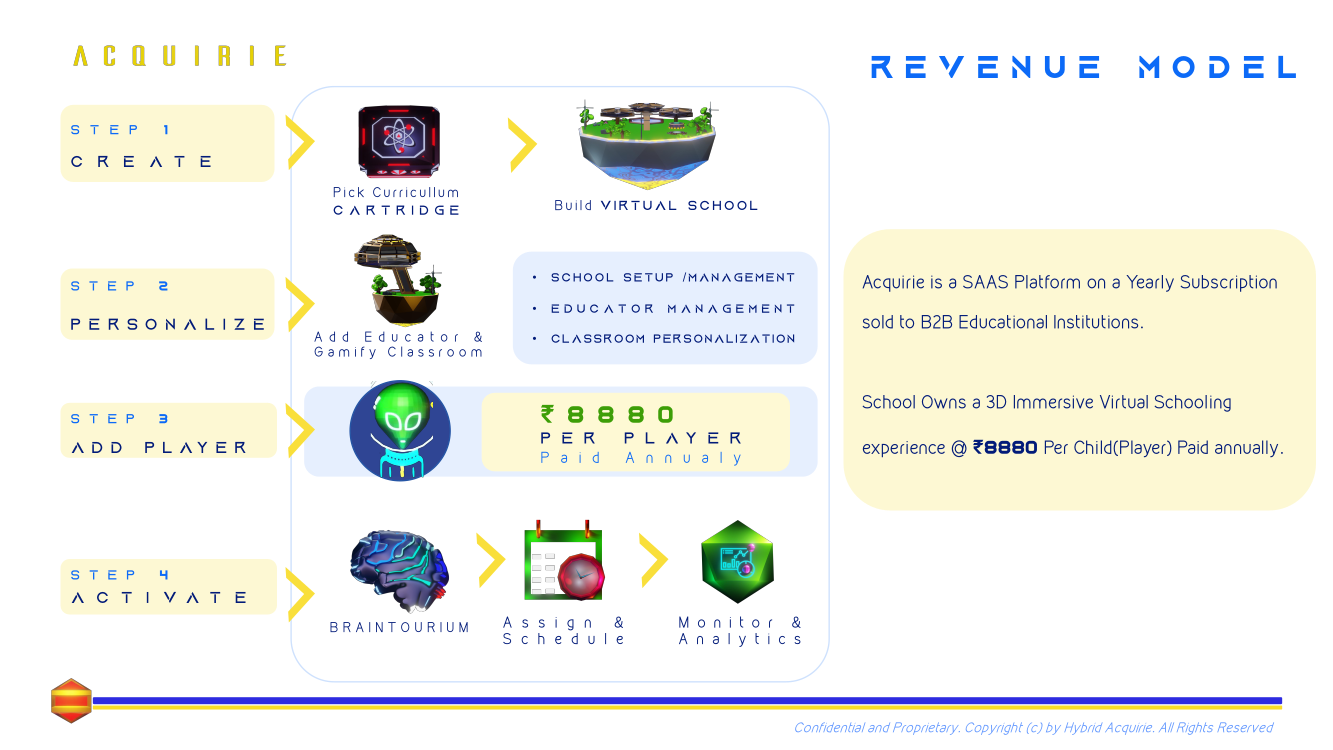 ACQUIRIE
REVENUE MODEL
STEP 1
CREATE
Pick Curricullum
CARTRIDGE
Build VIRTUAL SCHOOL
STEP 2
PERSONALIZE
Add Educator &
Gamify Classroom
• SCHOOL SETUP /MANAGEMENT
• EDUCATOR MANAGEMENT
• CLASSROOM PERSONALIZATION
STEP 3
ADD PLAYER
₹8880
PER PLAYER
Paid Annualy
STEP 4
ACTIVATE
BRAINTOURIUM
Assign &
Schedule
Monitor &
Analytics
Acquirie is a SAAS Platform on a Yearly Subscription
sold to B2B Educational Institutions.
School Owns a 3D Immersive Virtual Schooling
experience @ ₹8880 Per Child(Player) Paid annually.
Confidential and Proprietary. Copyright (c) by Hybrid Acquirie. All Rights Reserved